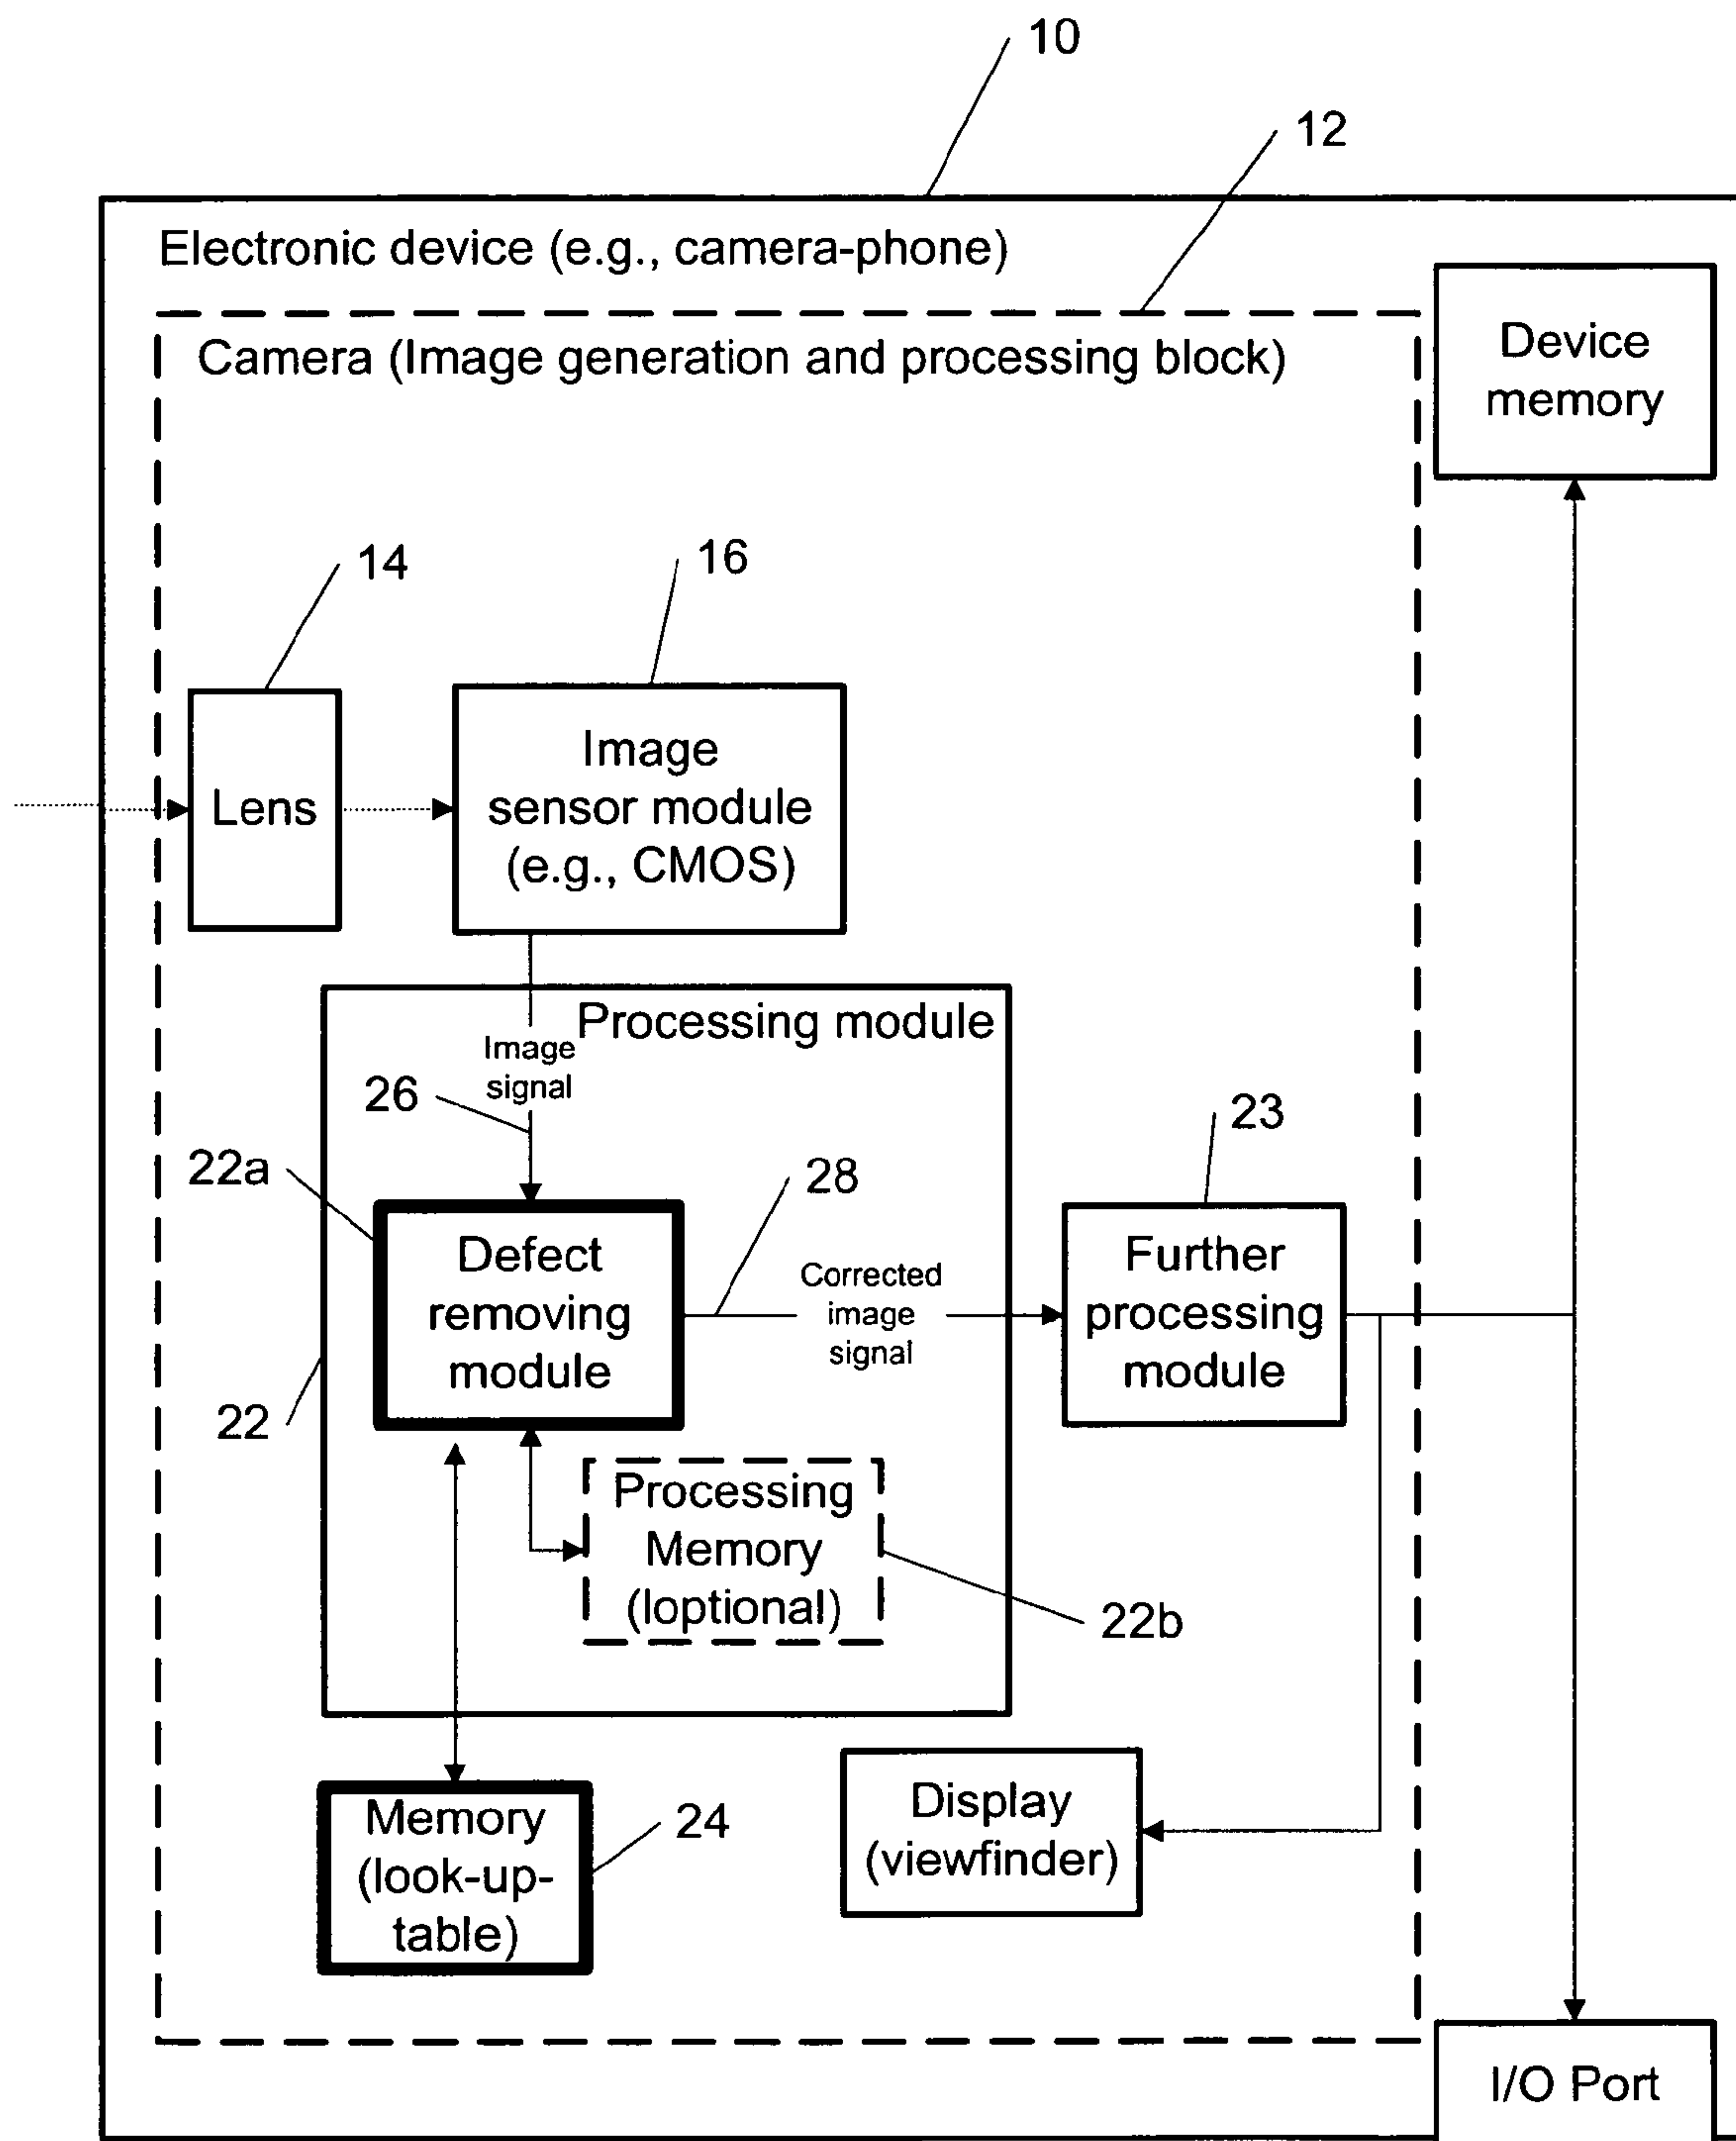 10
12
Electronic device (e.g., camera-phone)
Camera (Image generation and processing block)
Device
memory
14
16
Lens
Image
sensor module
(e.g., CMOS)
Processing module
Image
signal
26
22a
28
23
Defect
removing
module
Corrected
image
signal
Further
processing
module
22
Processing
Memory
(loptional)
22b
Memory
(look-up-
table)
24
Display
(viewfinder)
I/O Port